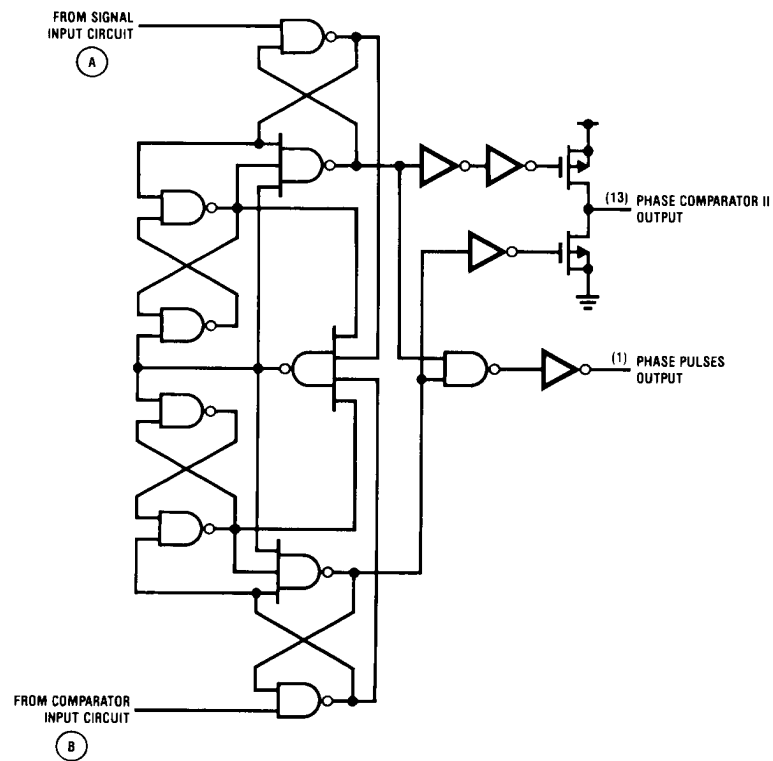 FROM SIGNAL
INPUT CIRCUIT
A
(13) PHASE COMPARATOR II
OUTPUT
(1) PHASE PULSES
OUTPUT
FROM COMPARATOR
INPUT CIRCUIT
B